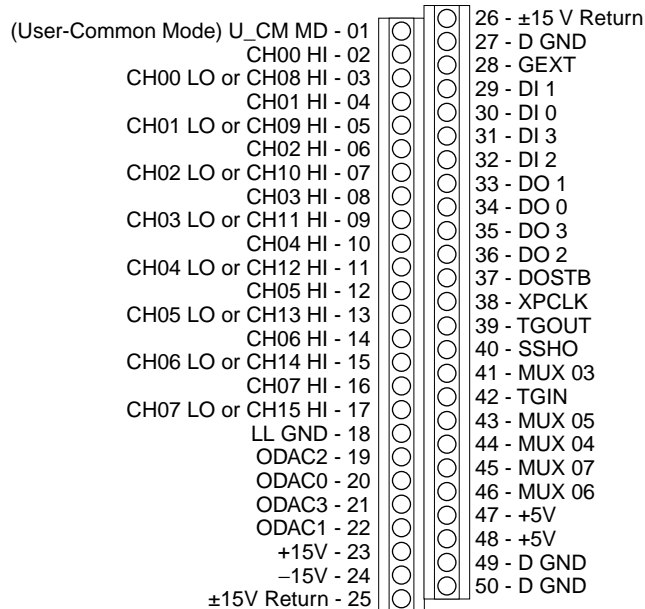 (User-Common Mode) U_CM MD - 01
CH00 HI - 02
CH00 LO or CH08 HI - 03
CH01 HI - 04
CH01 LO or CH09 HI - 05
CH02 HI - 06
CH02 LO or CH10 HI - 07
CH03 HI - 08
CH03 LO or CH11 HI - 09
CH04 HI - 10
CH04 LO or CH12 HI - 11
CH05 HI - 12
CH05 LO or CH13 HI - 13
CH06 HI - 14
CH06 LO or CH14 HI - 15
CH07 HI - 16
CH07 LO or CH15 HI - 17
LL GND - 18
ODAC2 - 19
ODAC0 - 20
ODAC3 - 21
ODAC1 - 22
+15V - 23
−15V - 24
±15V Return - 25
26 - ±15 V Return
27 - D GND
28 - GEXT
29 - DI 1
30 - DI 0
31 - DI 3
32 - DI 2
33 - DO 1
34 - DO 0
35 - DO 3
36 - DO 2
37 - DOSTB
38 - XPCLK
39 - TGOUT
40 - SSHO
41 - MUX 03
42 - TGIN
43 - MUX 05
44 - MUX 04
45 - MUX 07
46 - MUX 06
47 - +5V
48 - +5V
49 - D GND
50 - D GND